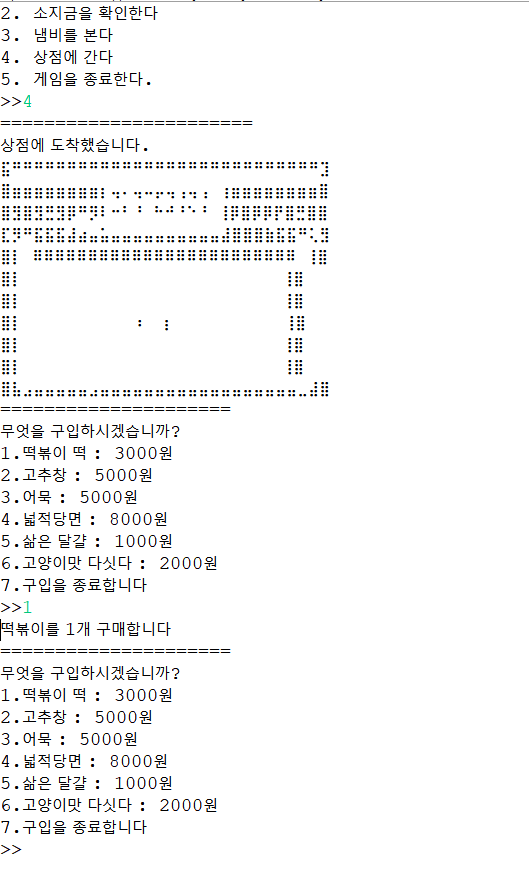 2. 소지금을 확인한다
3. 냄비를 본다
4. 상점에 간다
5. 게임을 종료한다.
>>4
=======================
상점에 도착했습니다.
=====================
무엇을 구입하시겠습니까?
1.떡볶이 떡 : 3000원
2.고추창 : 5000원
3.어묵 : 5000원
4.넓적당면 : 8000원
5.삶은 달걀 : 1000원
6.고양이맛 다싯다 : 2000원
7.구입을 종료합니다
>>1
떡볶이를 1개 구매합니다
=====================
무엇을 구입하시겠습니까?
1.떡볶이 떡 : 3000원
2.고추창 : 5000원
3.어묵 : 5000원
4.넓적당면 : 8000원
5.삶은 달걀 : 1000원
6.고양이맛 다싯다 : 2000원
7.구입을 종료합니다
>>